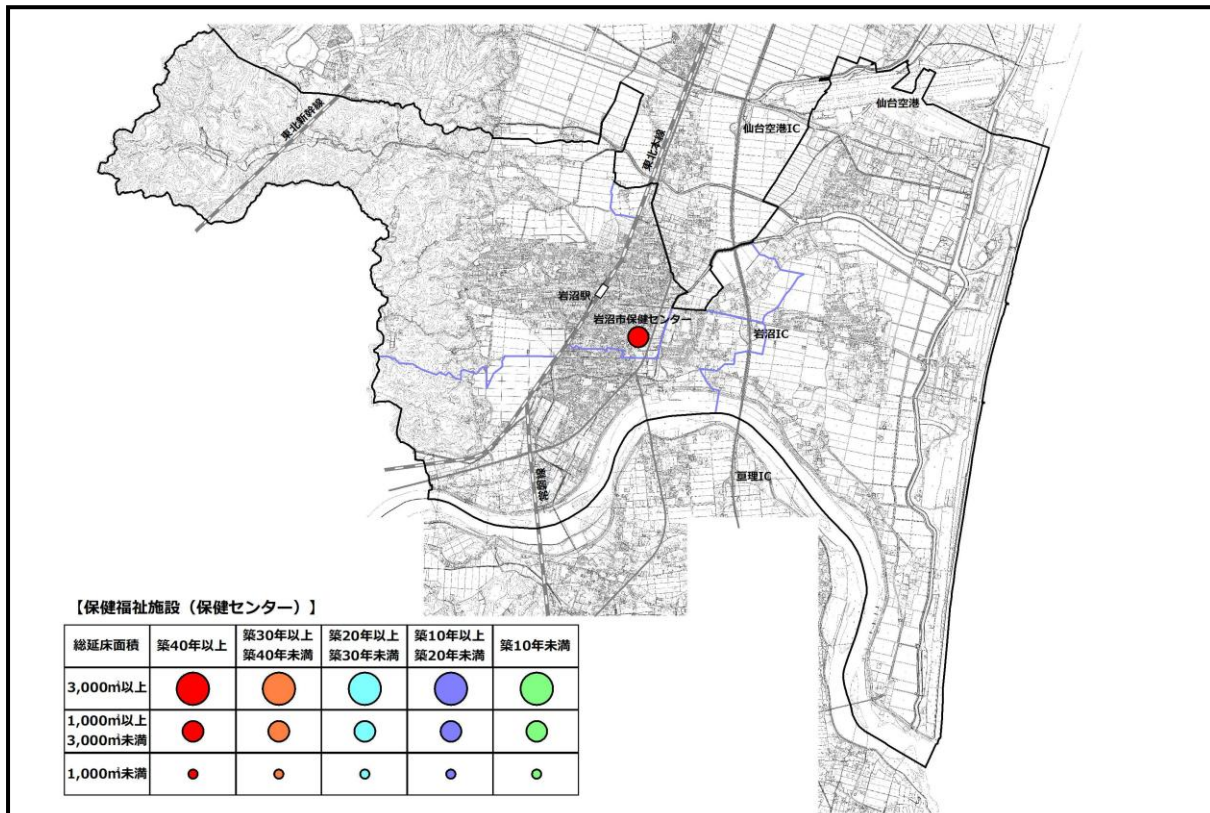 仙台空港
東北新幹線
仙台空港IC
東北本線
岩沼駅
岩沼市保健センター
岩沼IC
常磐線
亘理IC
【保健福祉施設（保健センター）】
総延床面積 築40年以上 築30年以上 築40年未満 築20年以上 築30年未満 築10年以上 築20年未満 築10年未満
3,000㎡以上
1,000㎡以上
3,000㎡未満
1,000㎡未満